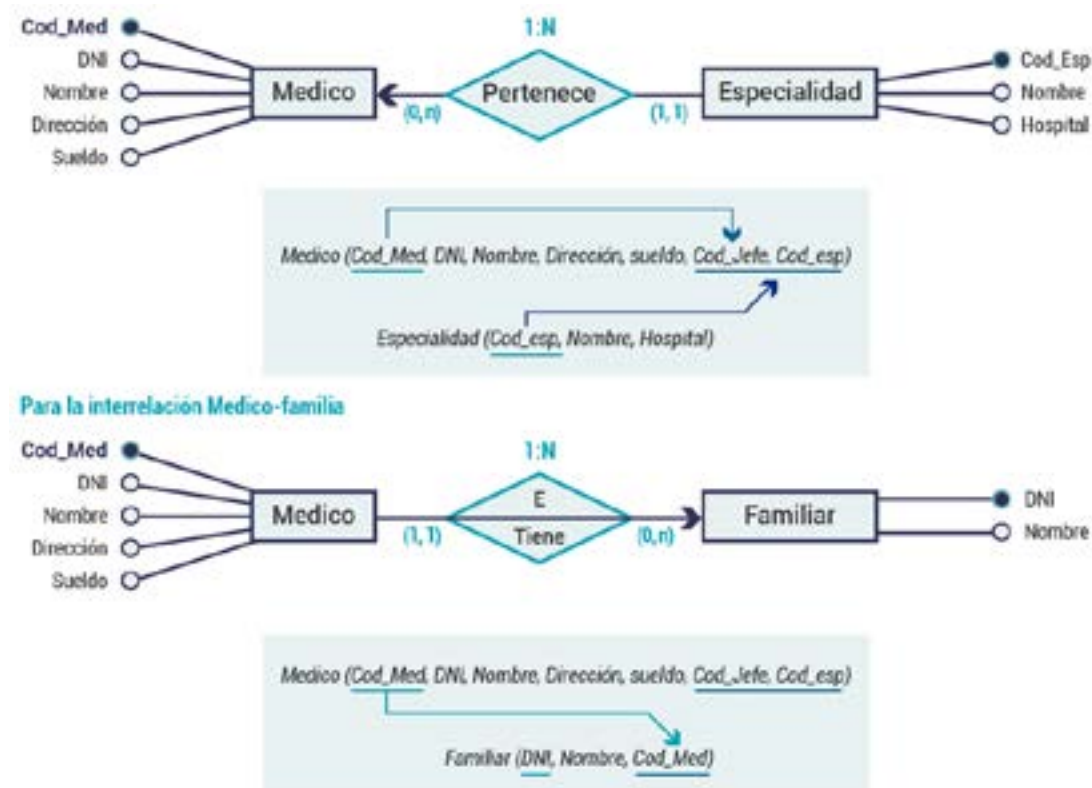 1:N
Cod_Med
DNI
Nombre
Dirección
Sueldo
Medico
(0,n)
Pertenece
(1, 1)
Especialidad
Cod_Esp
Nombre
Hospital
Medico (Cod_Med, DNI, Nombre, Dirección, sueldo, Cod_Jefe, Cod_esp)
Especialidad (Cod_esp, Nombre, Hospital)
Para la interrelación Medico-familia
1:N
Cod_Med
DNI
Nombre
Dirección
Sueldo
Medico
(1, 1)
E
Tiene
(0,n)
Familiar
DNI
Nombre
Medico (Cod_Med, DNI, Nombre, Dirección, sueldo, Cod_Jefe, Cod_esp)
Familiar (DNI, Nombre, Cod_Med)